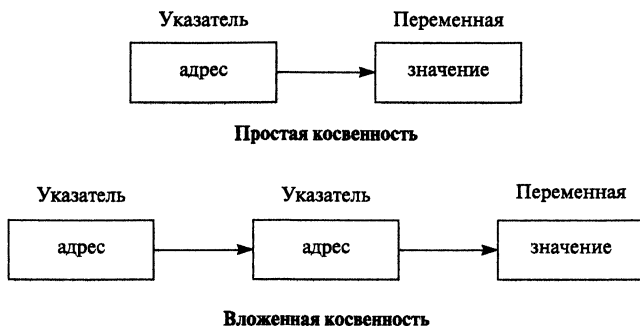 Указатель Переменная
адрес значение
Простая косвенность
Указатель Указатель Переменная
адрес адрес значение
Вложенная косвенность